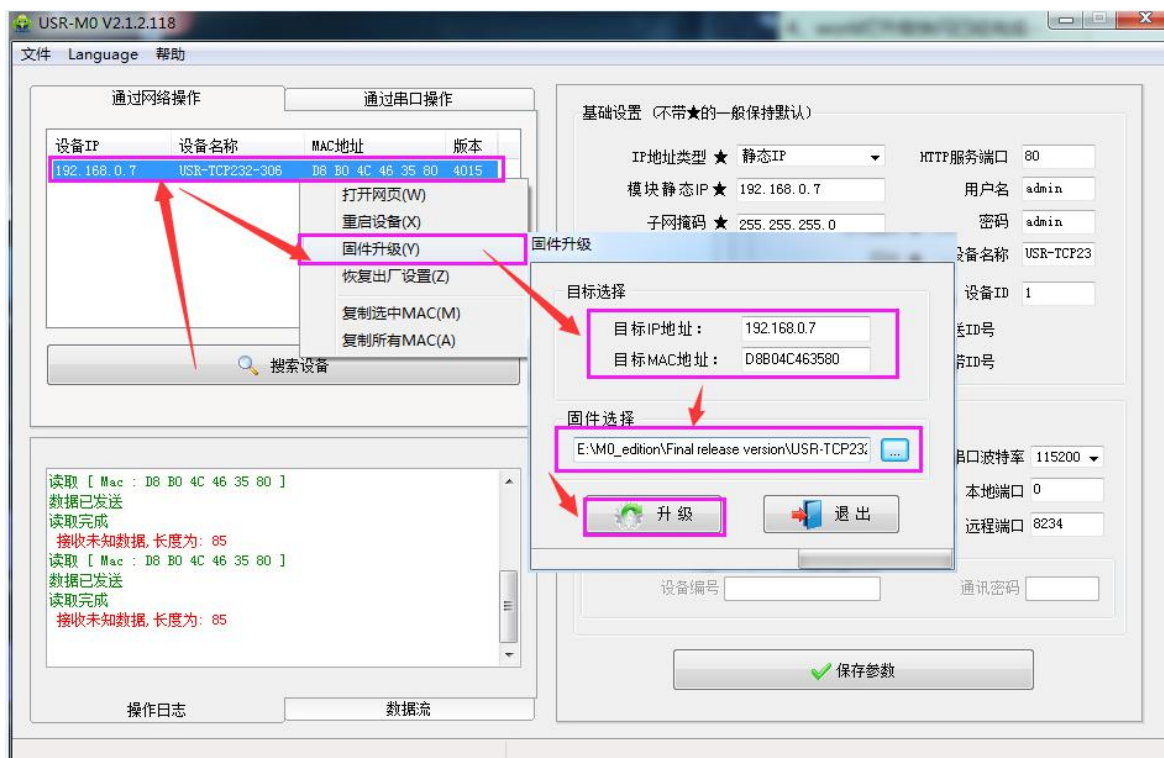 USR-M0 V2.1.2.118
文件 Language 帮助
通过网络操作 通过串口操作
设备IP 设备名称 MAC地址 版本
192.168.0.7 USR-TCP232-306 D8 B0 4C 46 35 80 4015
打开网页(W)
重启设备(X)
固件升级(Y)
恢复出厂设置(Z)
复制选中MAC(M)
复制所有MAC(A)
搜索设备
读取 [ Mac : D8 B0 4C 46 35 80 ]
数据已发送
读取完成
接收未知数据,长度为: 85
读取 [ Mac : D8 B0 4C 46 35 80 ]
数据已发送
读取完成
接收未知数据,长度为: 85
操作日志 数据流
基础设置 (不带★的一般保持默认)
IP地址类型 ★ 静态IP HTTP服务端口 80
模块静态IP ★ 192.168.0.7 用户名 admin
子网掩码 ★ 255.255.255.0 密码 admin
设备名称 USR-TCP23
设备ID 1
送ID号
带ID号
串口波特率 115200
本地端口 0
远程端口 8234
固件升级
目标选择
目标IP地址: 192.168.0.7
目标MAC地址: D8B04C463580
固件选择
E:\M0_edition\Final release version\USR-TCP232 ...
升级 退出
设备编号 通讯密码
保存参数